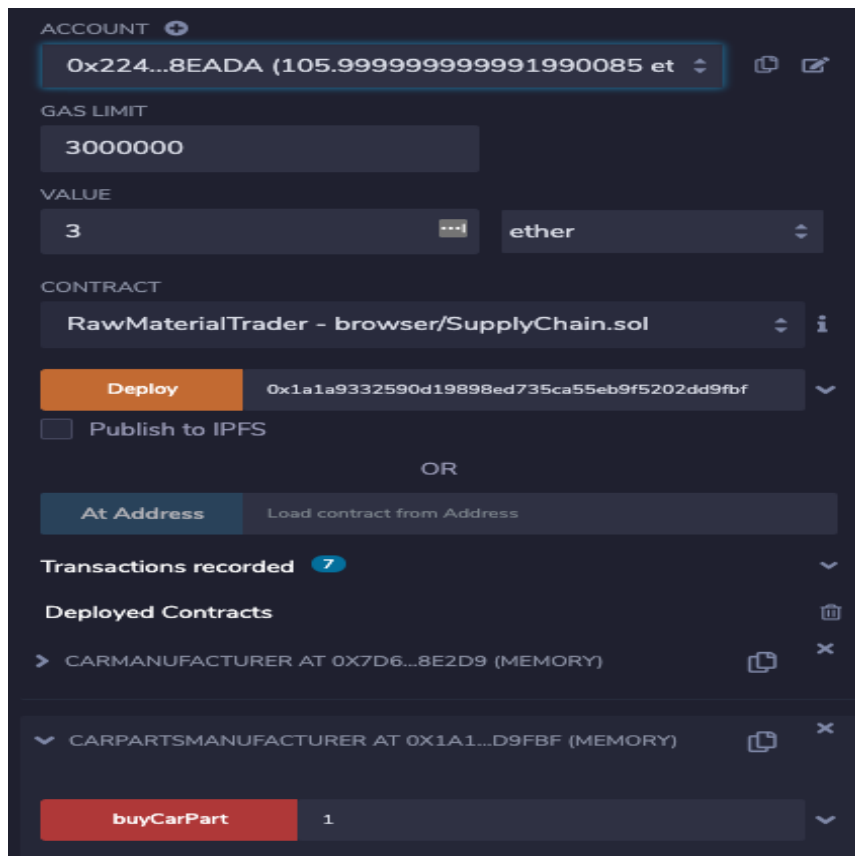 ACCOUNT
0x224...8EADA (105.999999999991990085 et
GAS LIMIT
3000000
VALUE
3 ether
CONTRACT
RawMaterialTrader - browser/SupplyChain.sol
Deploy 0x1a1a9332590d19898ed735ca55eb9f5202dd9fbf
Publish to IPFS
OR
At Address Load contract from Address
Transactions recorded 7
Deployed Contracts
CARMANUFACTURER AT 0X7D6...8E2D9 (MEMORY)
CARPARTSMANUFACTURER AT 0X1A1...D9FBF (MEMORY)
buyCarPart 1